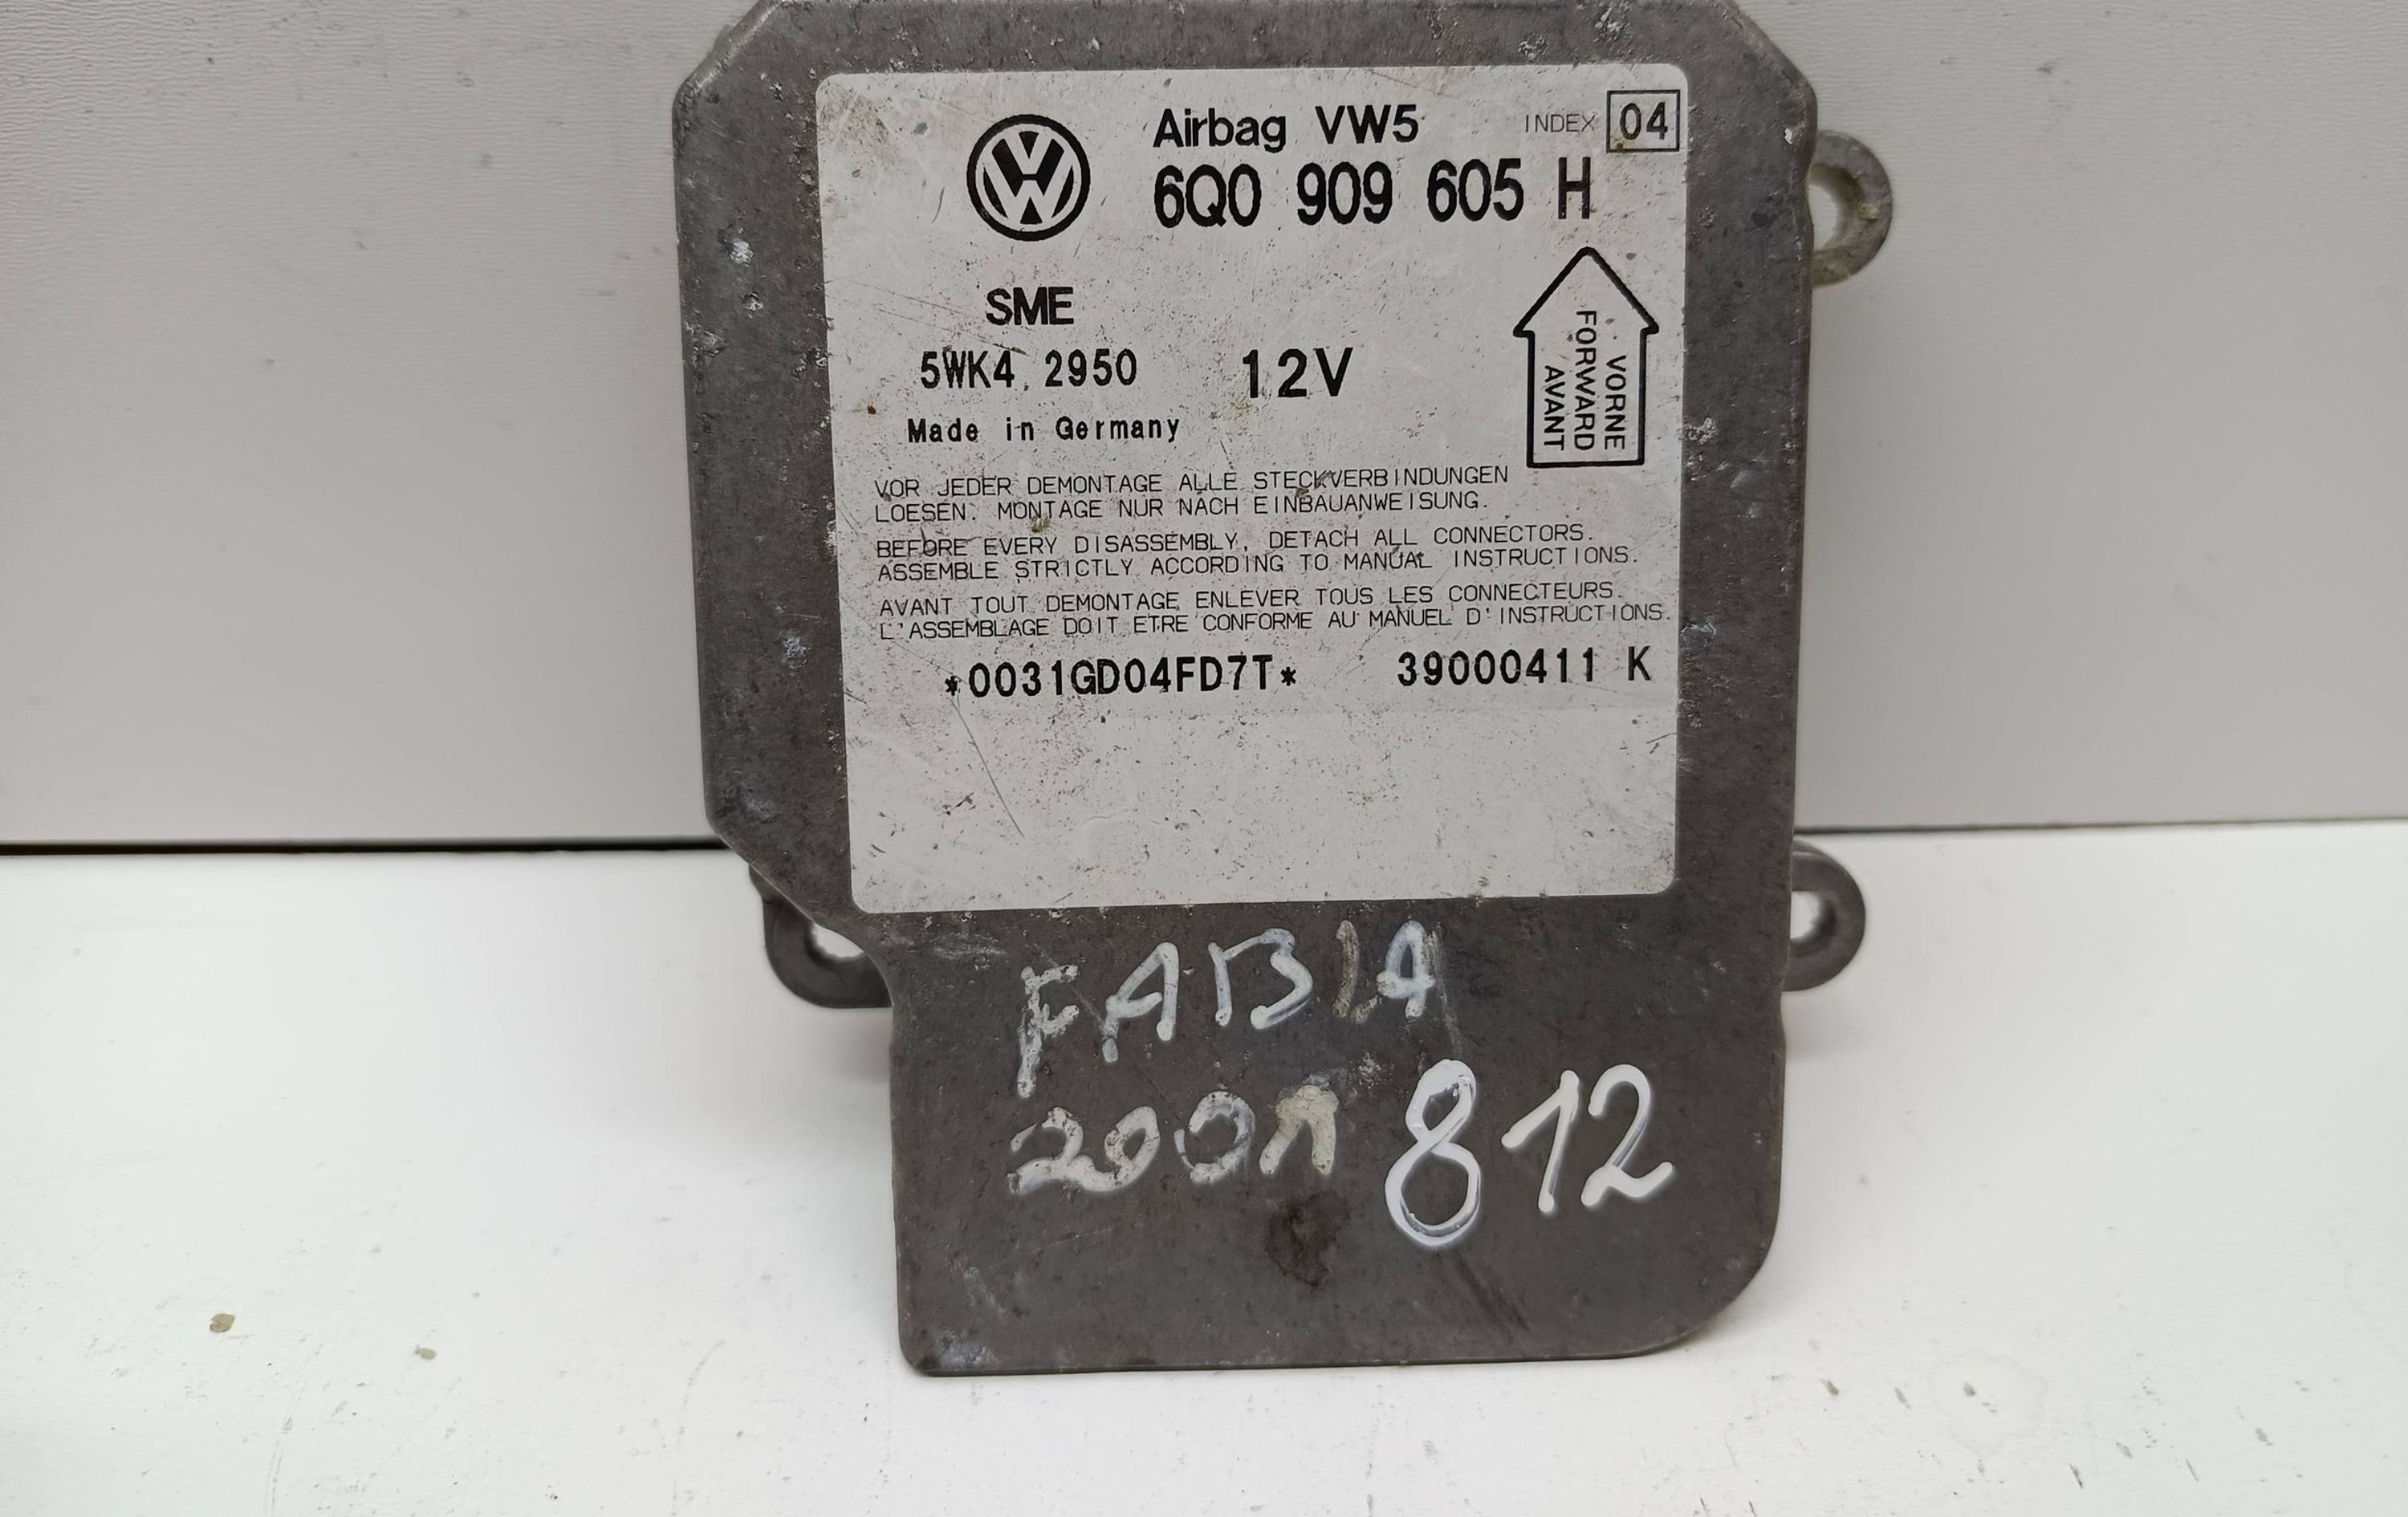 Airbag VW5 INDEX 04
6Q0 909 605 H
SME
5WK4 2950 12V
Made in Germany
VORNE
FORWARD
AVANT
VOR JEDER DEMONTAGE ALLE STECKVERBINDUNGEN
LOESEN. MONTAGE NUR NACH EINBAUANWEISUNG.
BEFORE EVERY DISASSEMBLY, DETACH ALL CONNECTORS.
ASSEMBLE STRICTLY ACCORDING TO MANUAL INSTRUCTIONS.
AVANT TOUT DEMONTAGE ENLEVER TOUS LES CONNECTEURS.
L'ASSEMBLAGE DOIT ETRE CONFORME AU MANUEL D'INSTRUCTIONS.
*0031GD04FD7T* 39000411 K
FABIA
2001 812